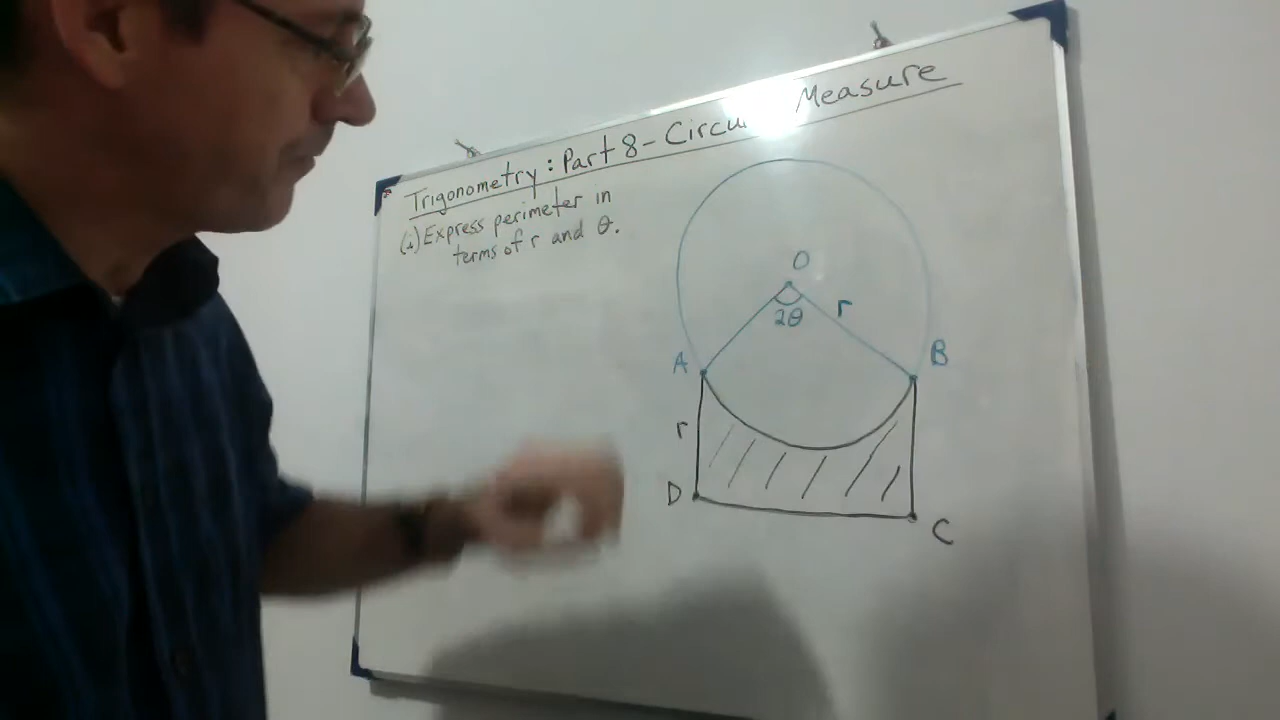 Trigonometry: Part 8 - Circu Measure
(i) Express perimeter in
terms of r and θ.
O
2θ
r
A
B
r
D
C